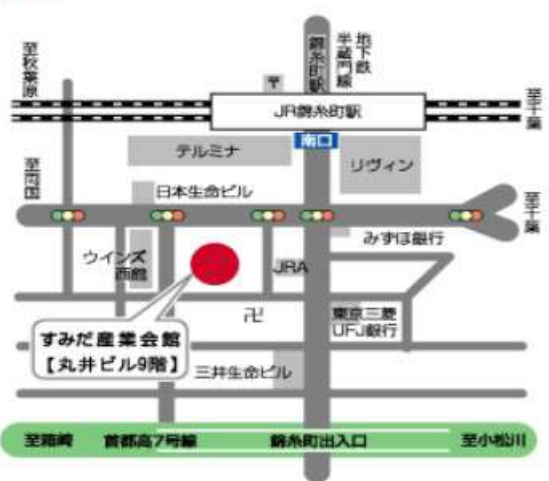 至秋葉原
錦糸町駅
地下鉄
半蔵門線
〒
JR錦糸町駅
至千葉
南口
テルミナ
リヴィン
至両国
日本生命ビル
至千葉
みずほ銀行
ウインズ
西館
JRA
卍
東京三菱
UFJ銀行
すみだ産業会館
【丸井ビル9階】
三井生命ビル
至箱崎
首都高7号線
錦糸町出入口
至小松川